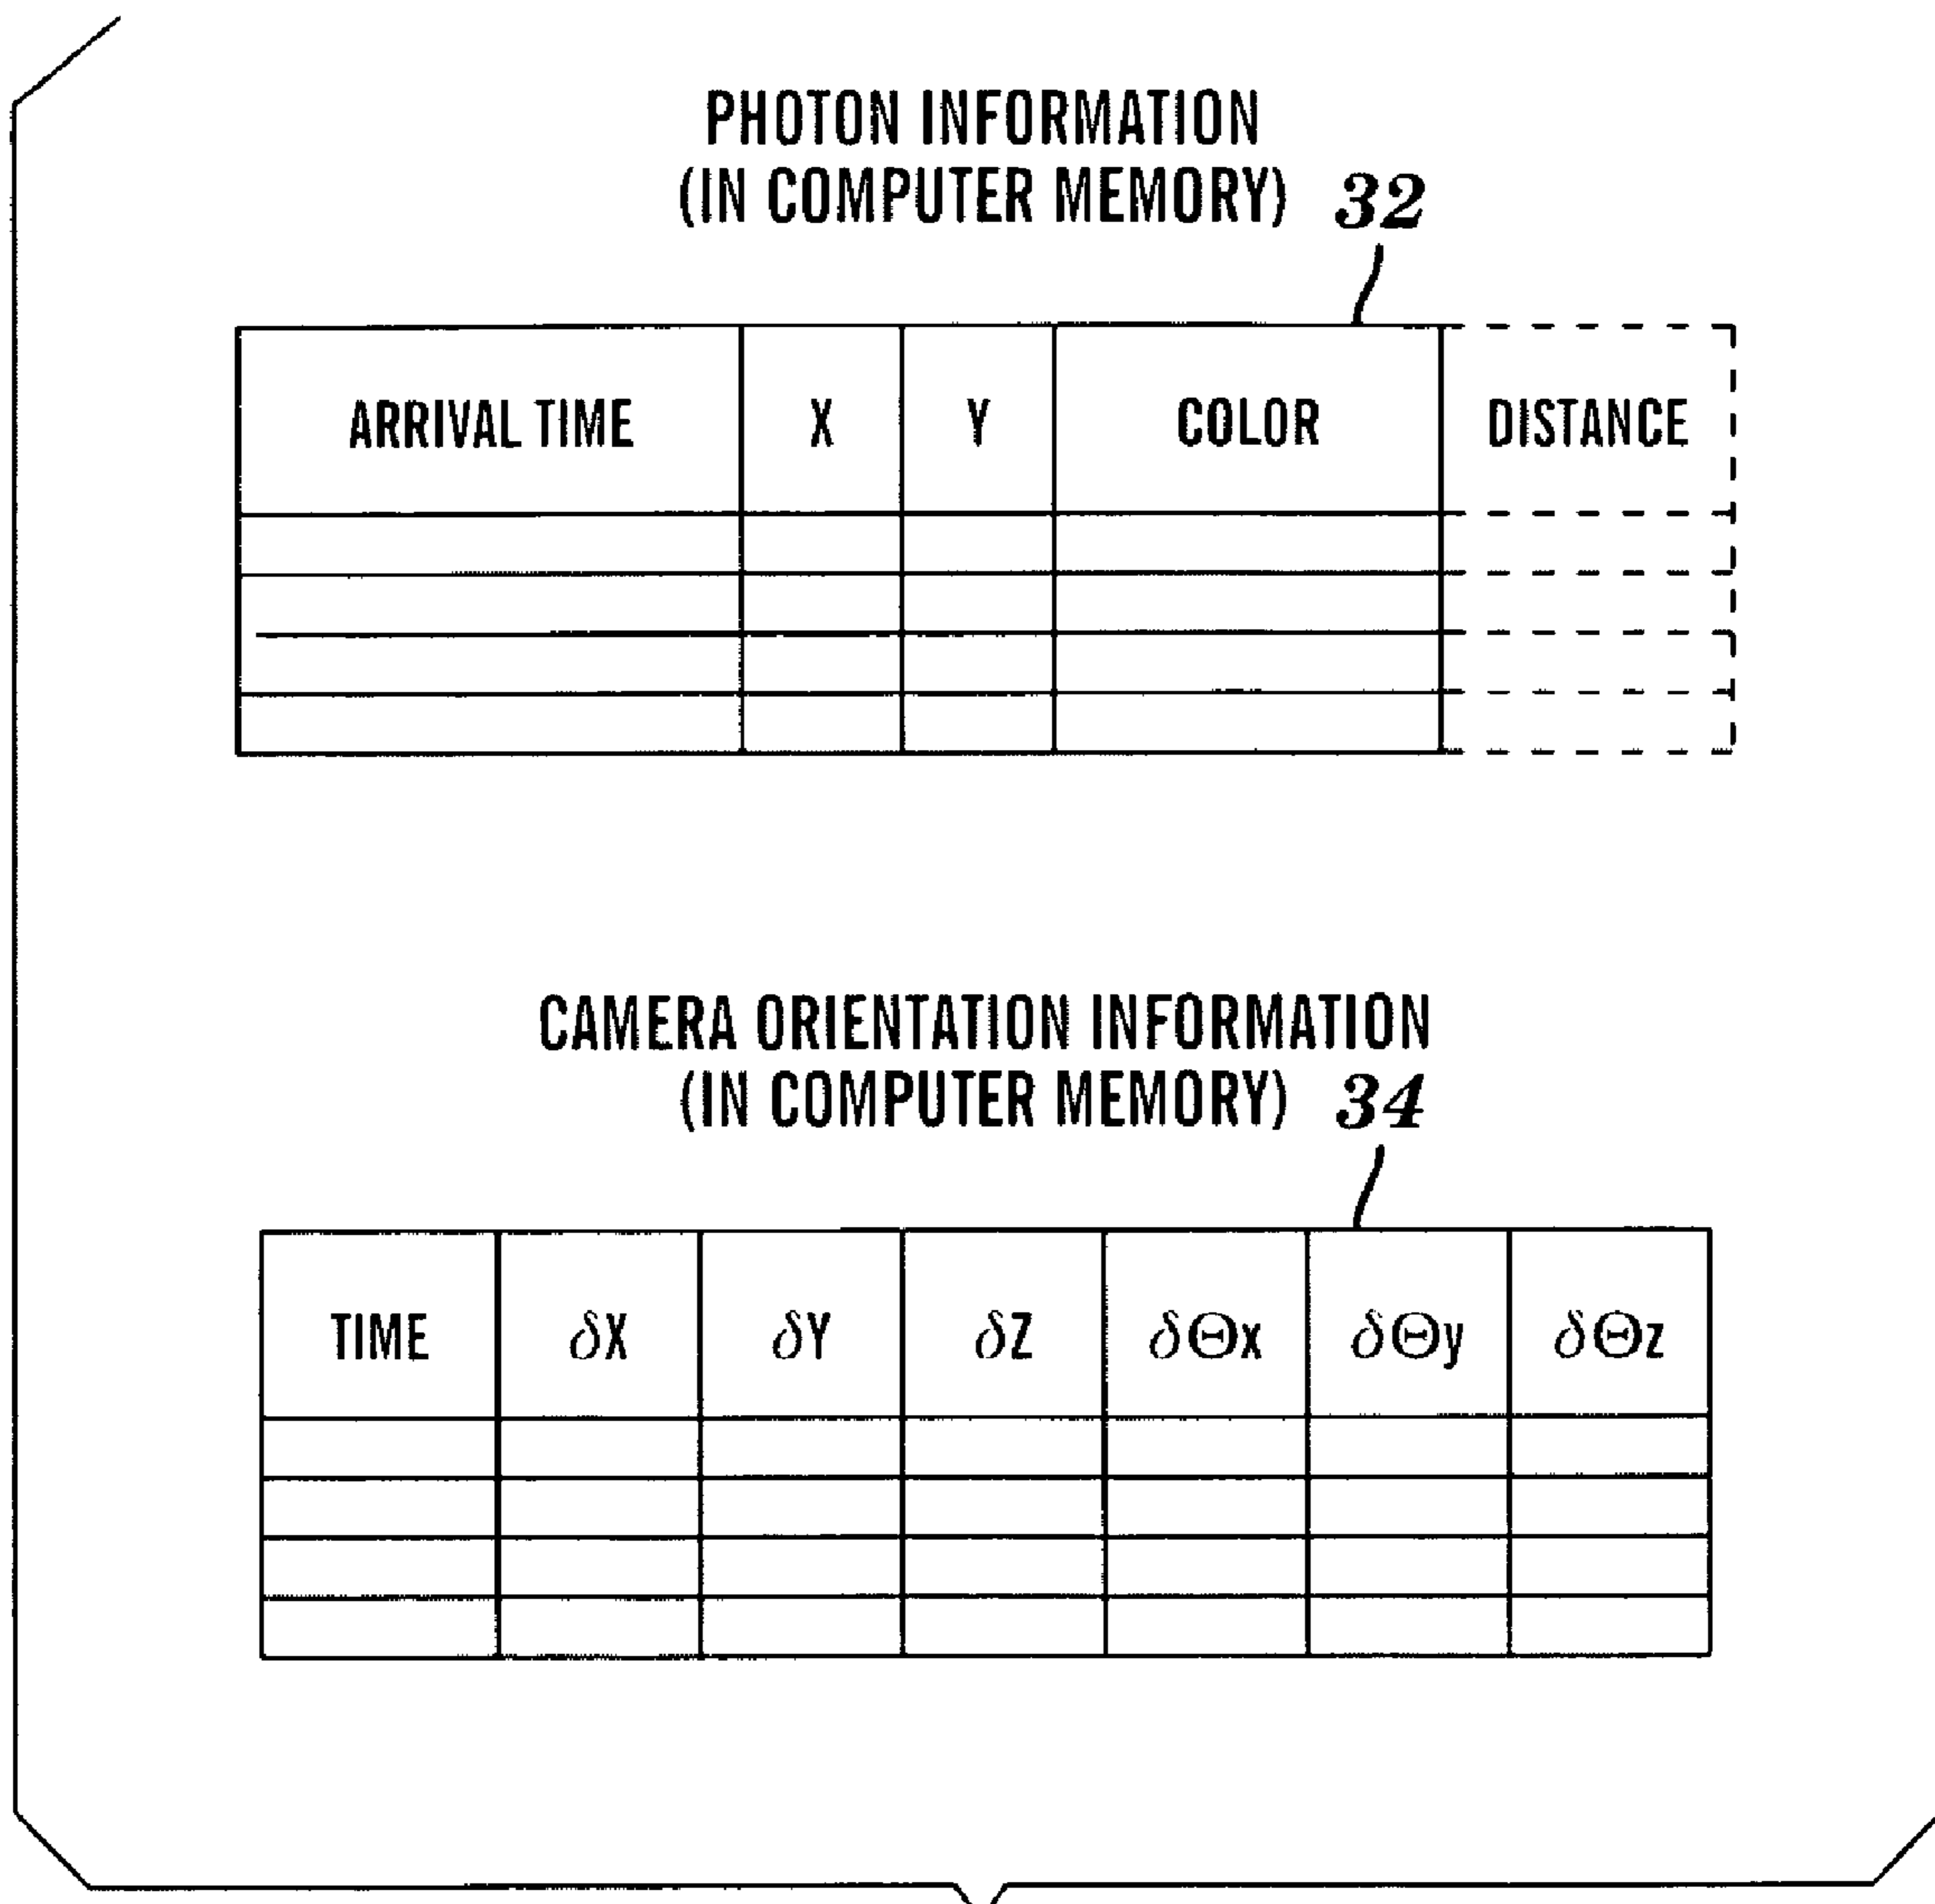 PHOTON INFORMATION
(IN COMPUTER MEMORY) 32
ARRIVAL TIME X Y COLOR DISTANCE
CAMERA ORIENTATION INFORMATION
(IN COMPUTER MEMORY) 34
TIME δX δY δZ δΘx δΘy δΘz